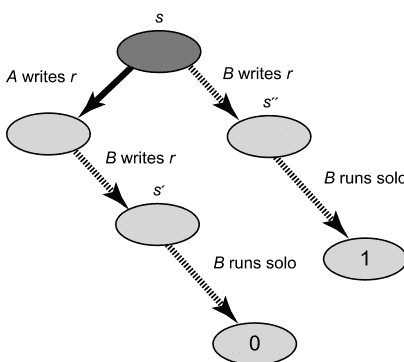 s
A writes r
B writes r
s´´
B writes r
B runs solo
s´
1
B runs solo
0